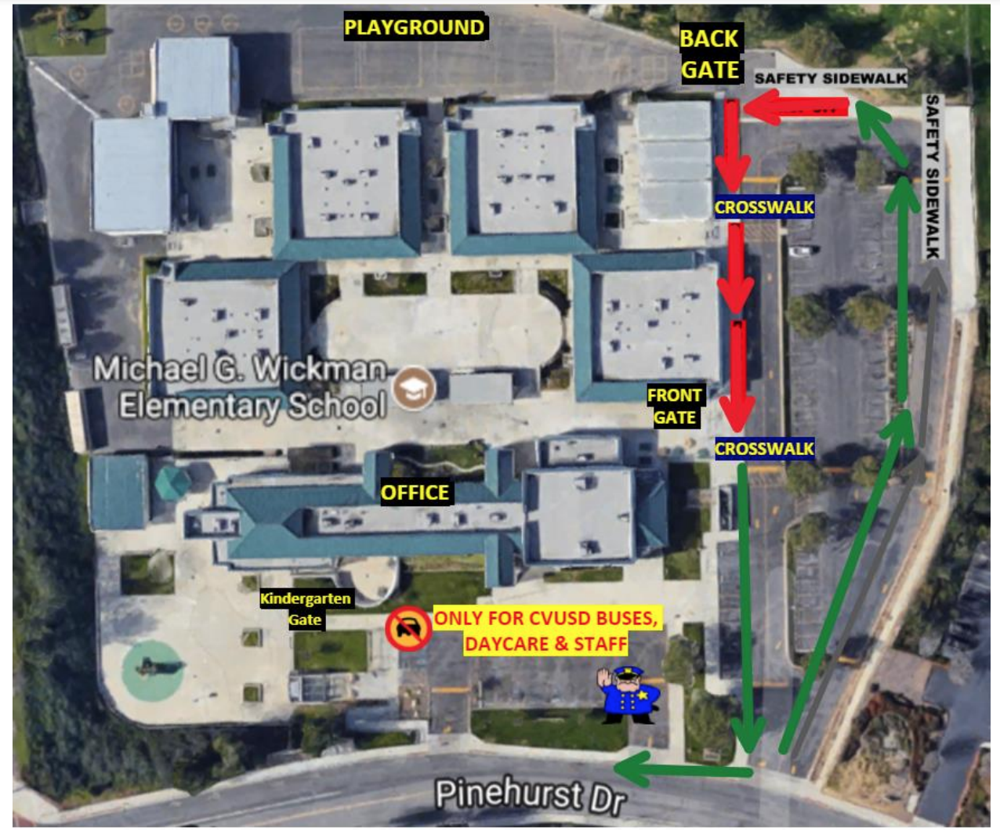 PLAYGROUND
BACK
GATE
SAFETY SIDEWALK
SAFETY SIDEWALK
CROSSWALK
Michael G. Wickman
Elementary School
FRONT
GATE
CROSSWALK
OFFICE
Kindergarten
Gate
ONLY FOR CVUSD BUSES,
DAYCARE & STAFF
Pinehurst Dr